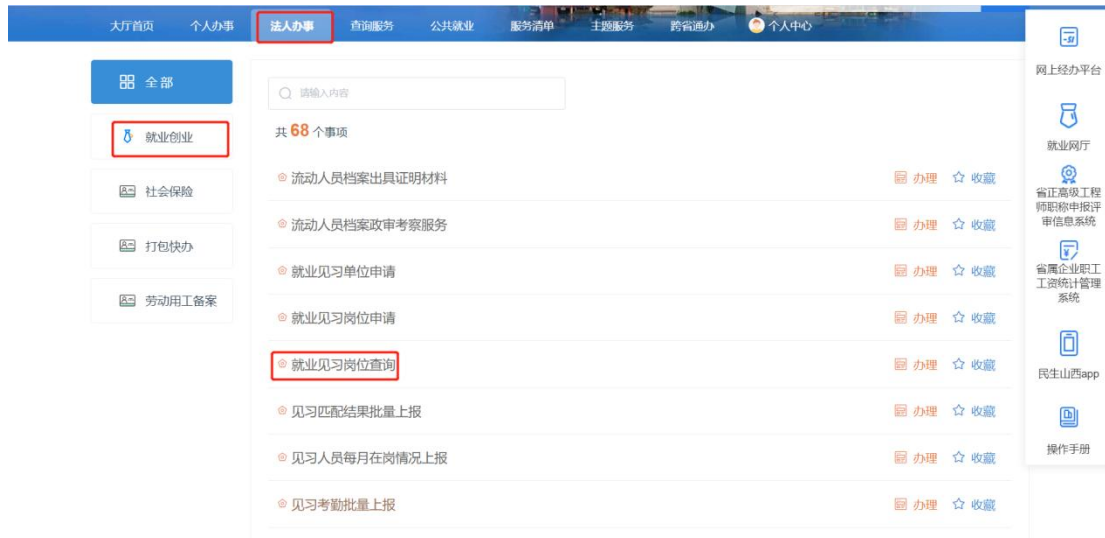 大厅首页 个人办事 法人办事 查询服务 公共就业 服务清单 主题服务 跨省通办 个人中心
全部
就业创业
社会保险
打包快办
劳动用工备案
请输入内容
共 68 个事项
流动人员档案出具证明材料 办理 收藏
流动人员档案政审考察服务 办理 收藏
就业见习单位申请 办理 收藏
就业见习岗位申请 办理 收藏
就业见习岗位查询 办理 收藏
见习匹配结果批量上报 办理 收藏
见习人员每月在岗情况上报 办理 收藏
见习考勤批量上报 办理 收藏
网上经办平台
就业网厅
省正高级工程
师职称申报评
审信息系统
省属企业职工
工资统计管理
系统
民生山西app
操作手册